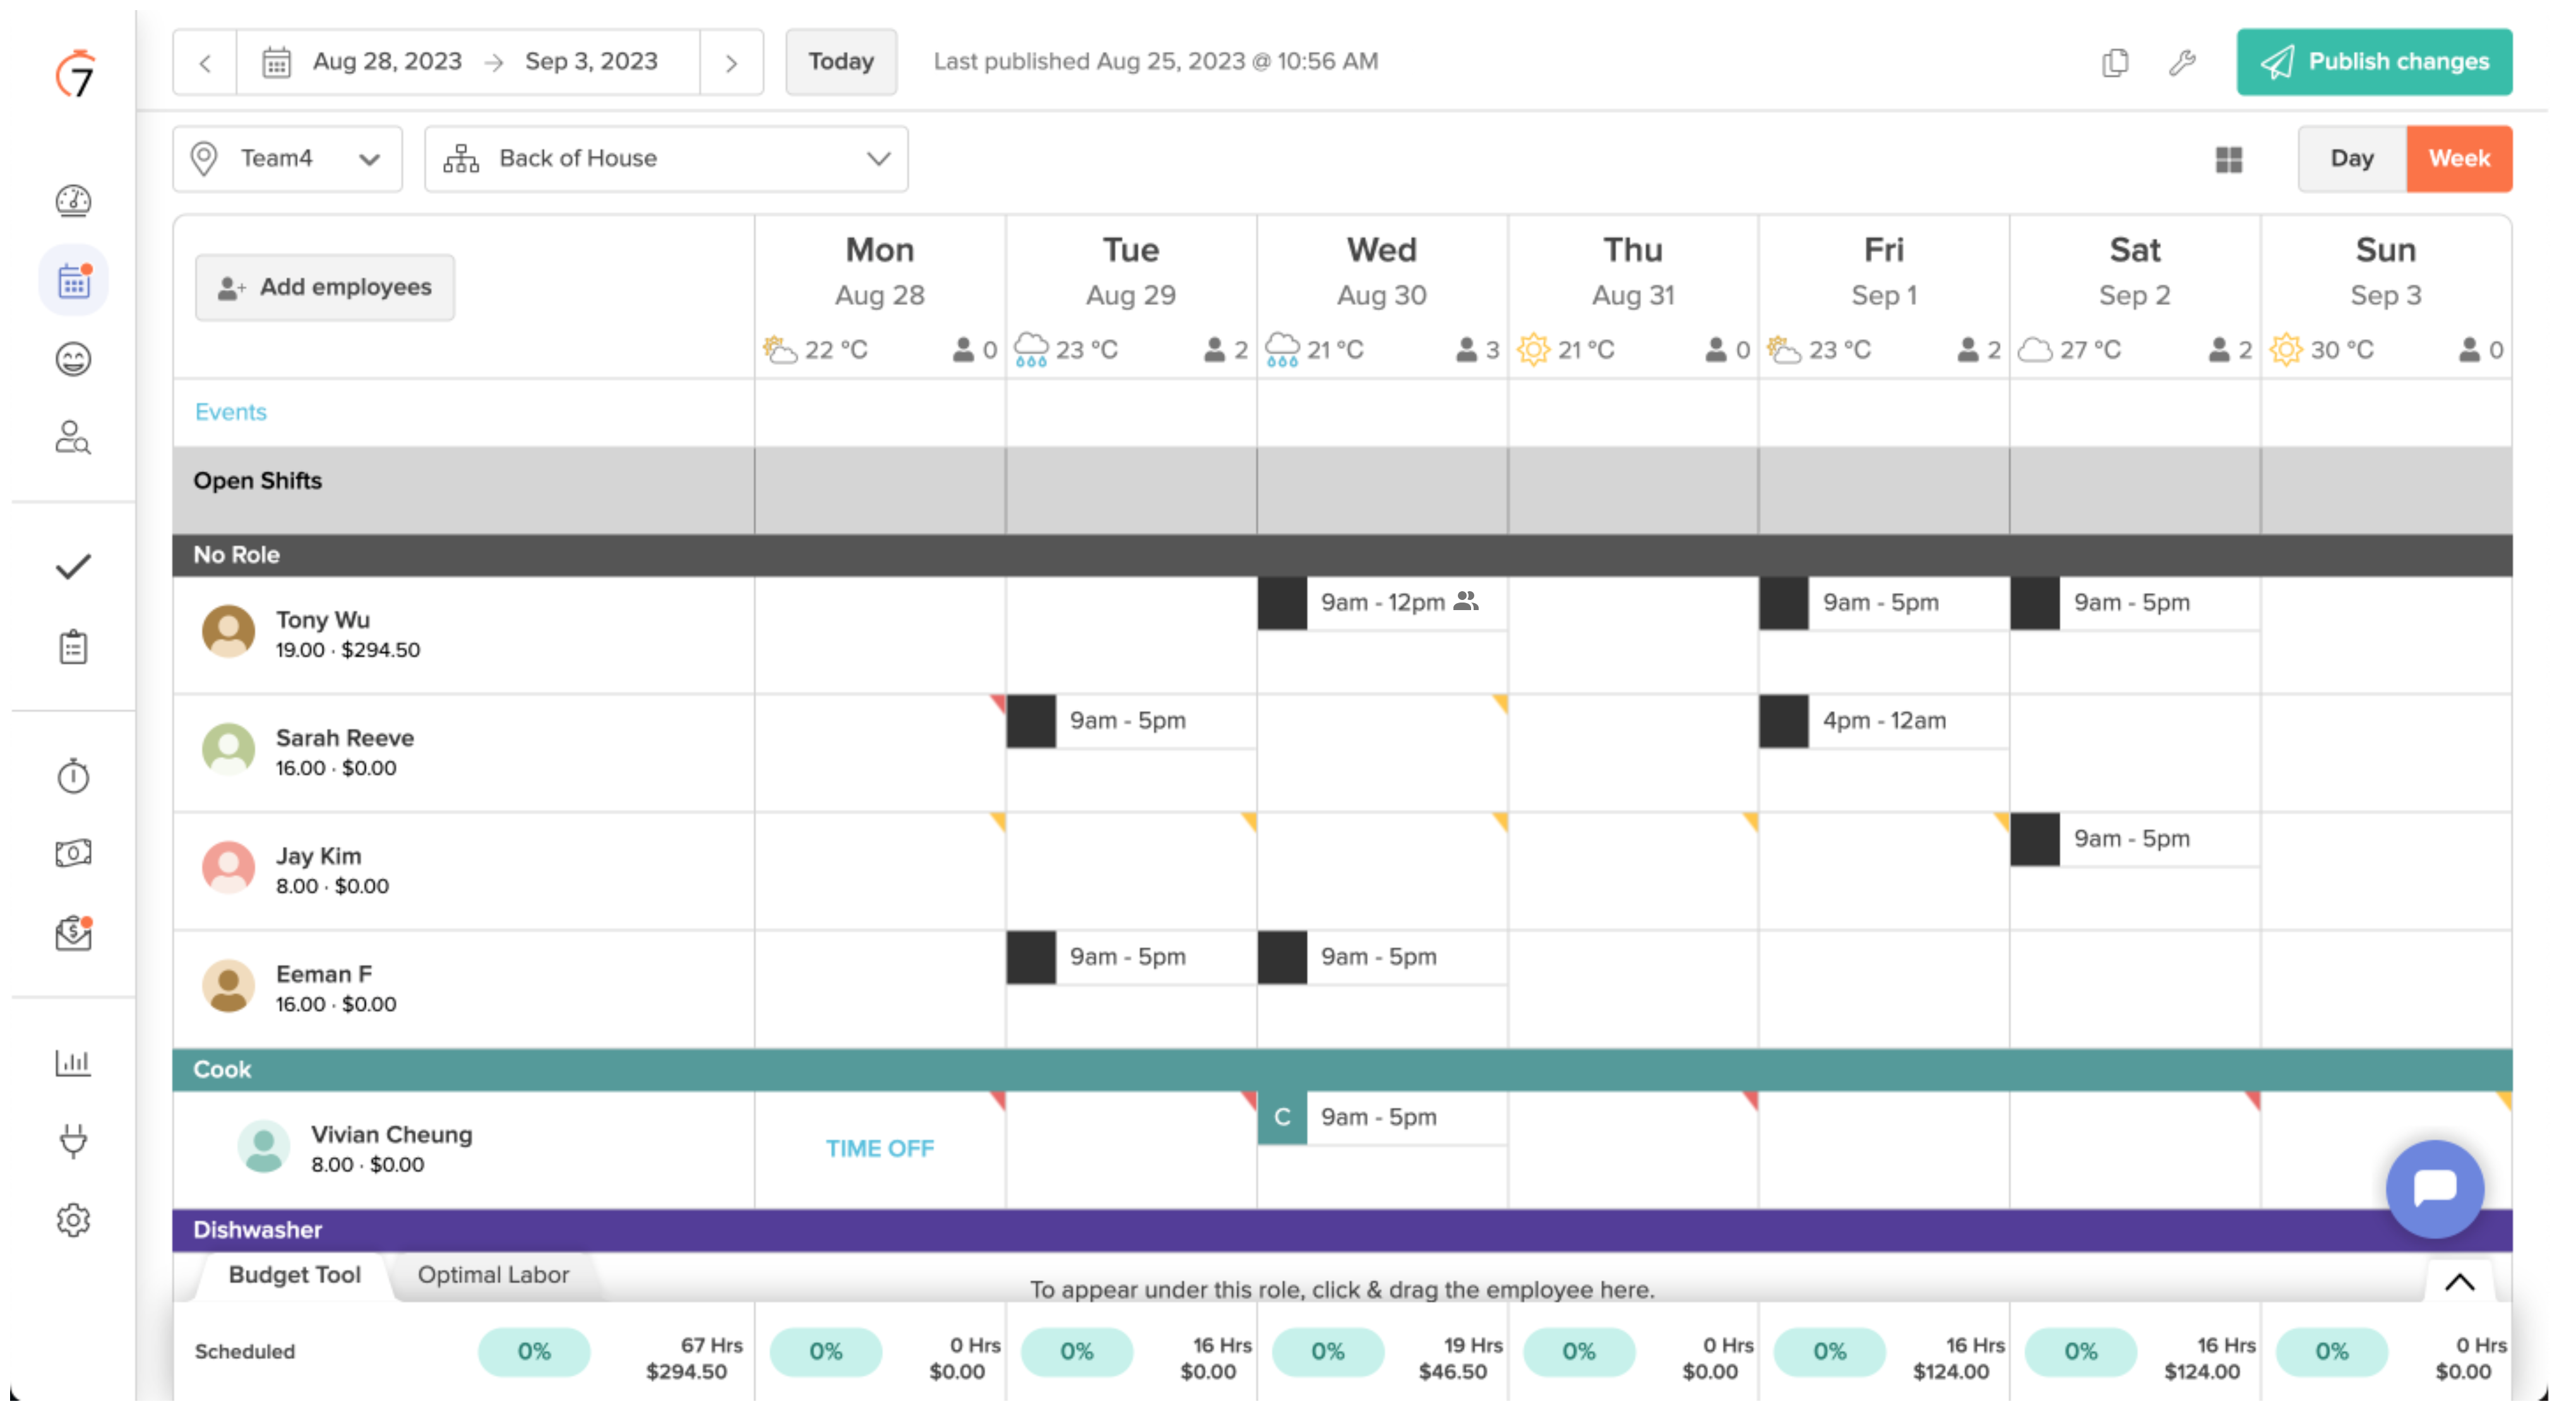 7
Aug 28, 2023 → Sep 3, 2023
Today
Last published Aug 25, 2023 @ 10:56 AM
Publish changes
Team4
Back of House
Day
Week
Add employees
Mon
Aug 28
22 °C
0
Tue
Aug 29
23 °C
2
Wed
Aug 30
21 °C
3
Thu
Aug 31
21 °C
0
Fri
Sep 1
23 °C
2
Sat
Sep 2
27 °C
2
Sun
Sep 3
30 °C
0
Events
Open Shifts
No Role
Tony Wu
19.00 · $294.50
9am - 12pm
9am - 5pm
9am - 5pm
Sarah Reeve
16.00 · $0.00
9am - 5pm
4pm - 12am
Jay Kim
8.00 · $0.00
9am - 5pm
Eeman F
16.00 · $0.00
9am - 5pm
9am - 5pm
Cook
Vivian Cheung
8.00 · $0.00
TIME OFF
C
9am - 5pm
Dishwasher
Budget Tool
Optimal Labor
To appear under this role, click & drag the employee here.
Scheduled
0%
67 Hrs
$294.50
0%
0 Hrs
$0.00
0%
16 Hrs
$0.00
0%
19 Hrs
$46.50
0%
0 Hrs
$0.00
0%
16 Hrs
$124.00
0%
16 Hrs
$124.00
0%
0 Hrs
$0.00